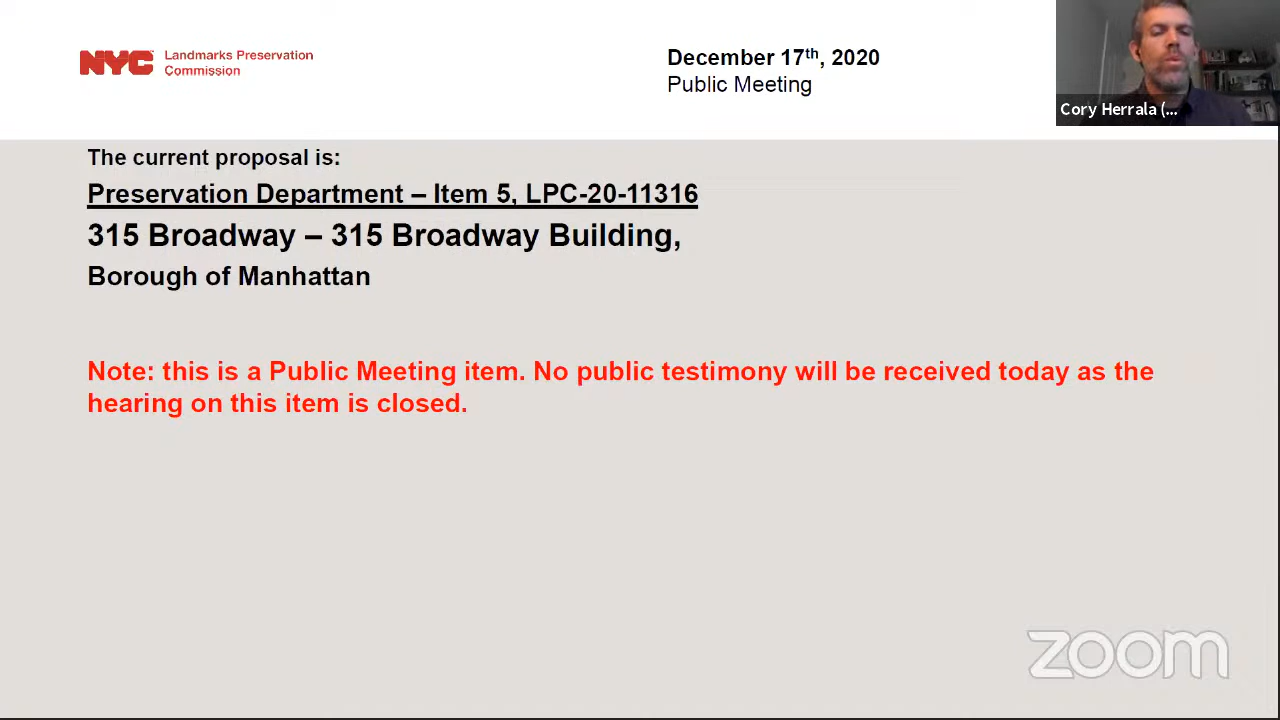 NYC Landmarks Preservation
Commission
December 17th, 2020
Public Meeting
Cory Herrala (...
The current proposal is:
Preservation Department – Item 5, LPC-20-11316
315 Broadway – 315 Broadway Building,
Borough of Manhattan
Note: this is a Public Meeting item. No public testimony will be received today as the
hearing on this item is closed.
zoom